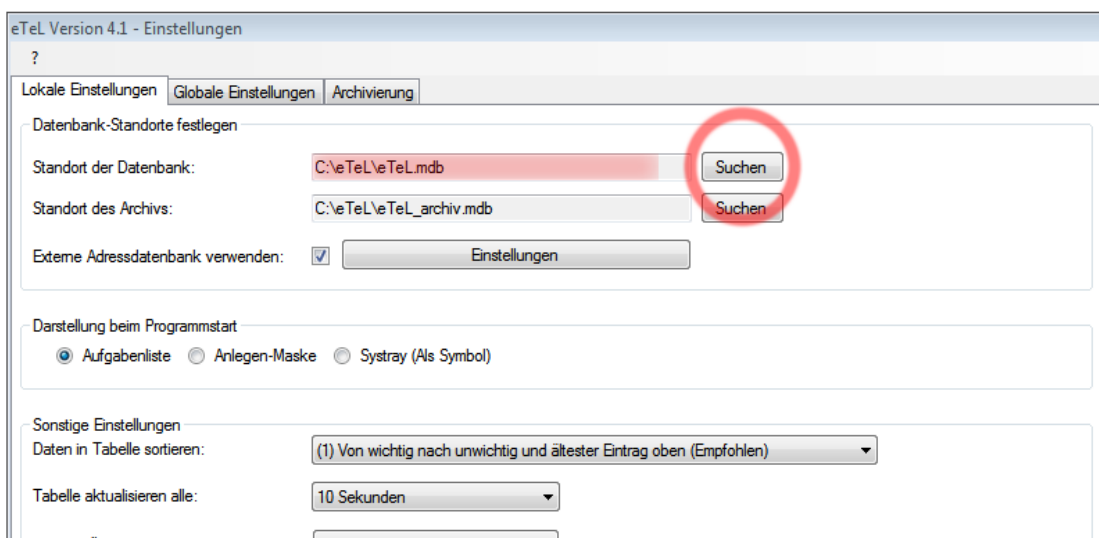 eTeL Version 4.1 - Einstellungen
?
Lokale Einstellungen Globale Einstellungen Archivierung
Datenbank-Standorte festlegen
Standort der Datenbank: C:\eTeL\eTeL.mdb Suchen
Standort des Archivs: C:\eTeL\eTeL_archiv.mdb Suchen
Externe Adressdatenbank verwenden: Einstellungen
Darstellung beim Programmstart
Aufgabenliste Anlegen-Maske Systray (Als Symbol)
Sonstige Einstellungen
Daten in Tabelle sortieren: (1) Von wichtig nach unwichtig und ältester Eintrag oben (Empfohlen)
Tabelle aktualisieren alle: 10 Sekunden